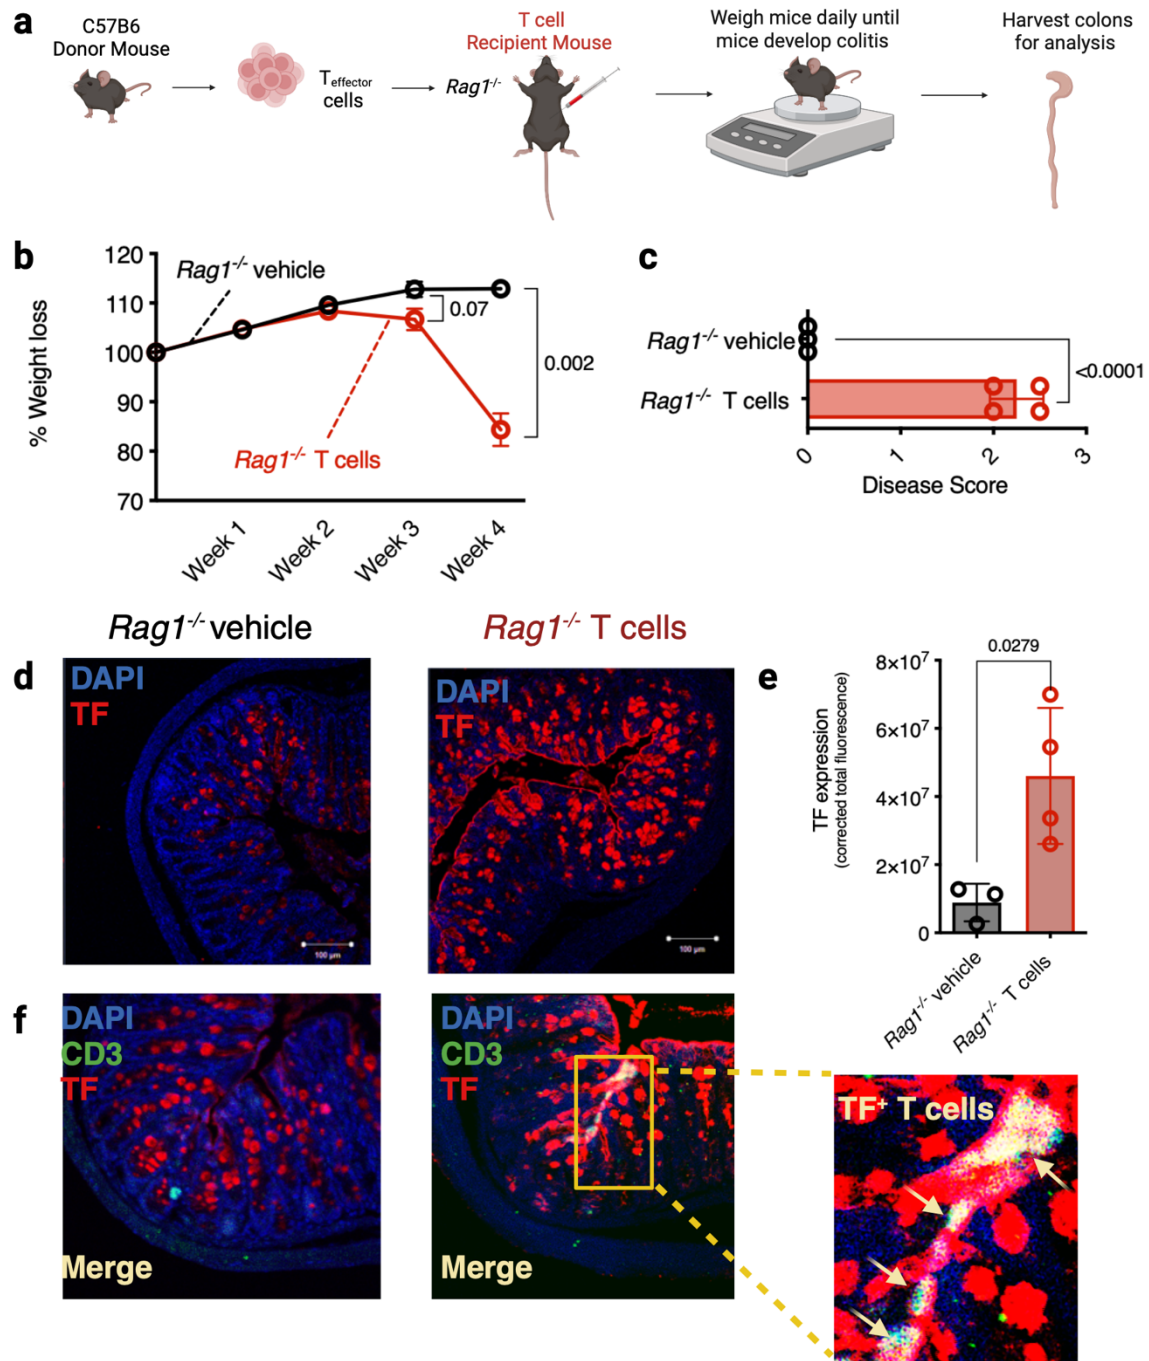 a
C57B6
Donor Mouse
Teffector
cells
T cell
Recipient Mouse
Rag1-/-
Weigh mice daily until
mice develop colitis
Harvest colons
for analysis
b
% Weight loss
120
110
100
90
80
70
Rag1-/- vehicle
0.07
0.002
Rag1-/- T cells
Week 1
Week 2
Week 3
Week 4
c
Rag1-/- vehicle
Rag1-/- T cells
<0.0001
0
1
2
3
Disease Score
Rag1-/- vehicle
Rag1-/- T cells
d
DAPI
TF
100 µm
DAPI
TF
100 µm
e
TF expression
(corrected total fluorescence)
8×10⁷
6×10⁷
4×10⁷
2×10⁷
0
0.0279
Rag1-/- vehicle
Rag1-/- T cells
f
DAPI
CD3
TF
Merge
DAPI
CD3
TF
Merge
TF+ T cells